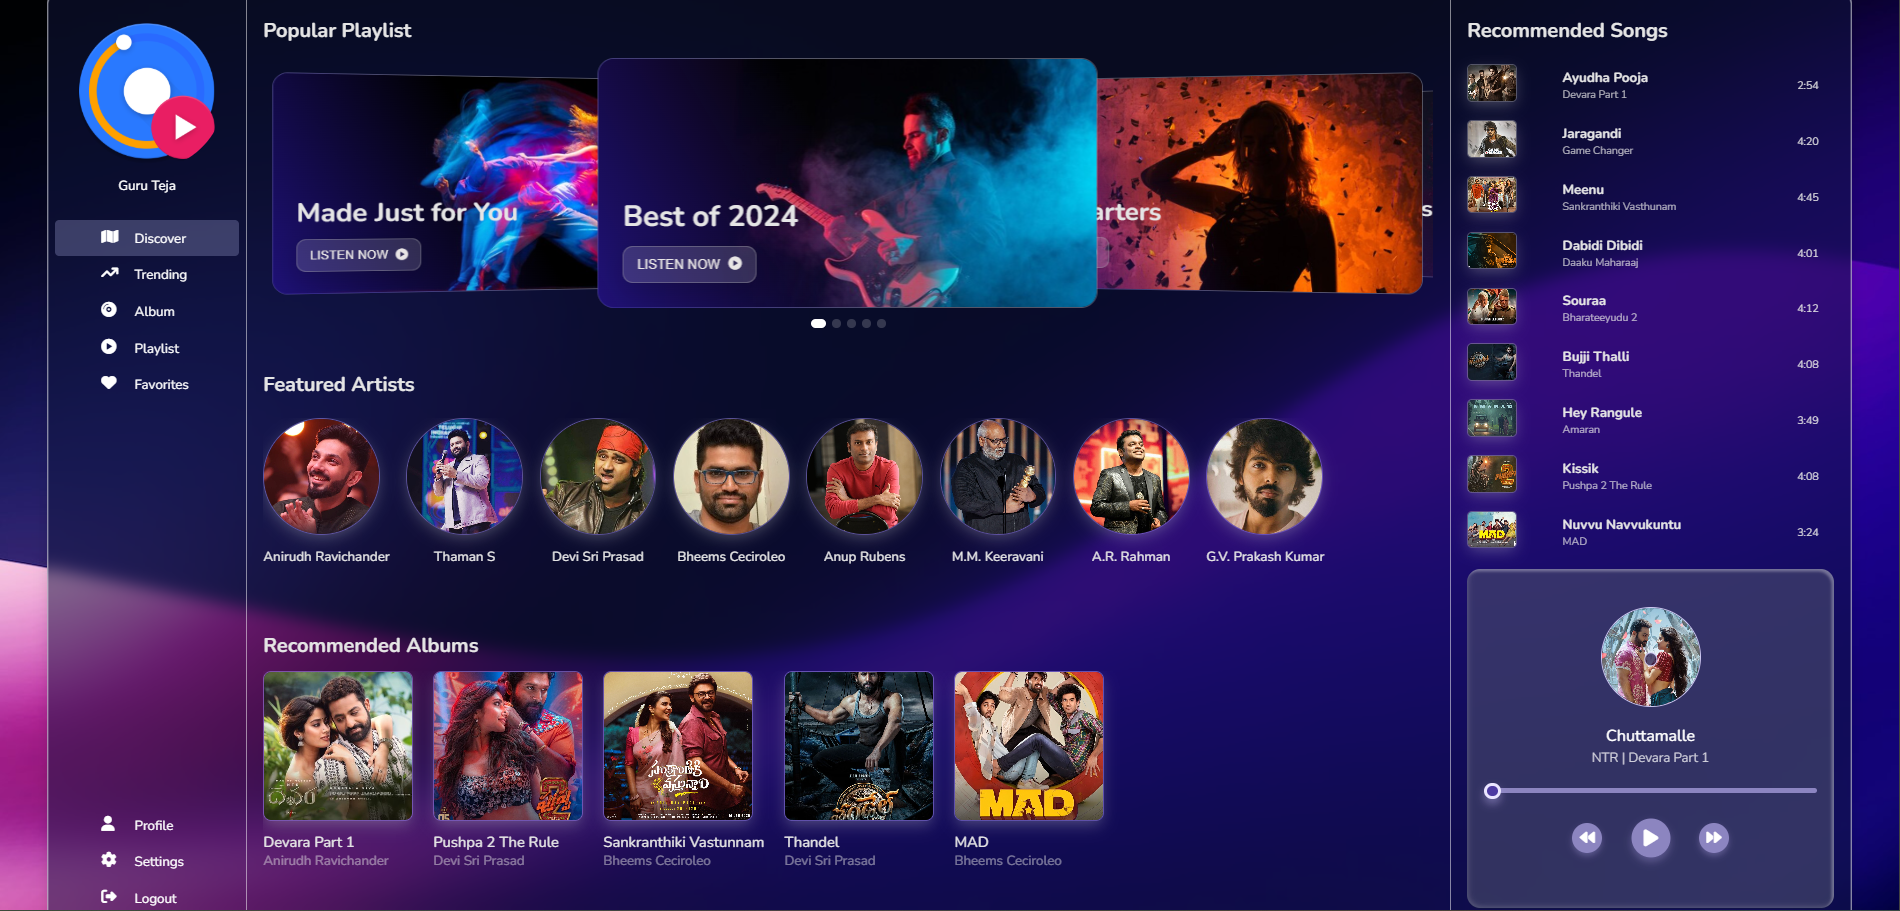 Guru Teja
Discover
Trending
Album
Playlist
Favorites
Profile
Settings
Logout
Popular Playlist
Made Just for You
LISTEN NOW
Best of 2024
LISTEN NOW
arters
s
Featured Artists
Anirudh Ravichander
Thaman S
Devi Sri Prasad
Bheems Ceciroleo
Anup Rubens
M.M. Keeravani
A.R. Rahman
G.V. Prakash Kumar
Recommended Albums
Devara Part 1
Anirudh Ravichander
Pushpa 2 The Rule
Devi Sri Prasad
సంక్రాంతికి
వస్తున్నాం
Sankranthiki Vastunnam
Bheems Ceciroleo
Thandel
Devi Sri Prasad
MAD
MAD
Bheems Ceciroleo
Recommended Songs
Ayudha Pooja
Devara Part 1
2:54
Jaragandi
Game Changer
4:20
Meenu
Sankranthiki Vasthunam
4:45
Dabidi Dibidi
Daaku Maharaaj
4:01
Souraa
Bharateeyudu 2
4:12
Bujji Thalli
Thandel
4:08
Hey Rangule
Amaran
3:49
Kissik
Pushpa 2 The Rule
4:08
MAD
Nuvvu Navvukuntu
MAD
3:24
Chuttamalle
NTR | Devara Part 1